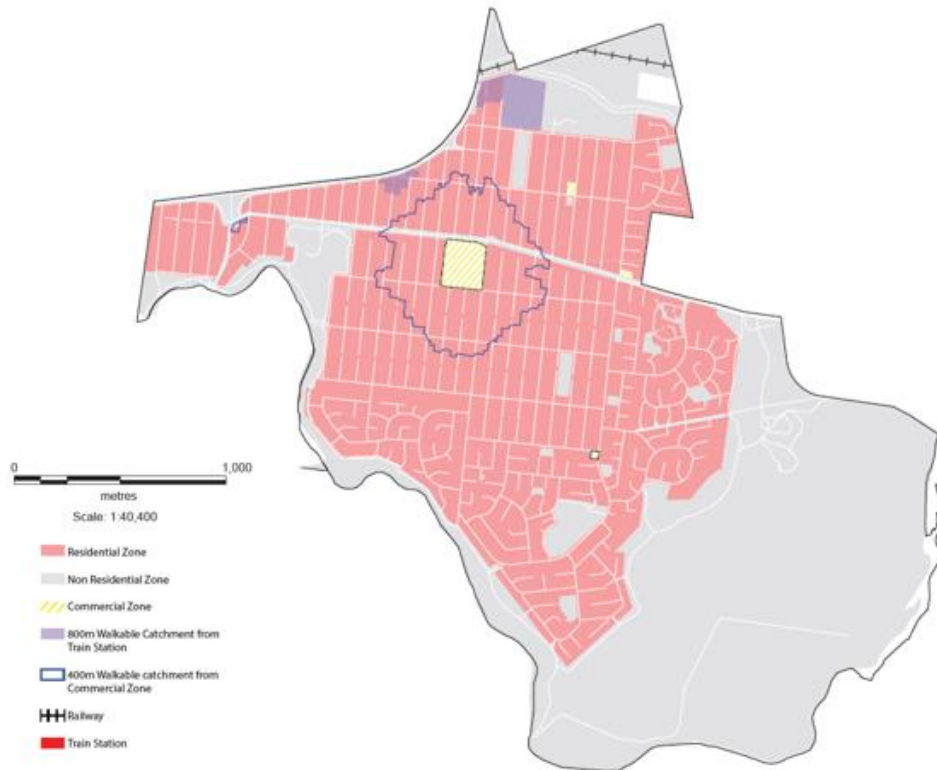 0 1,000
metres
Scale: 1:40,400
Residential Zone
Non Residential Zone
Commercial Zone
800m Walkable Catchment from
Train Station
400m Walkable catchment from
Commercial Zone
Railway
Train Station